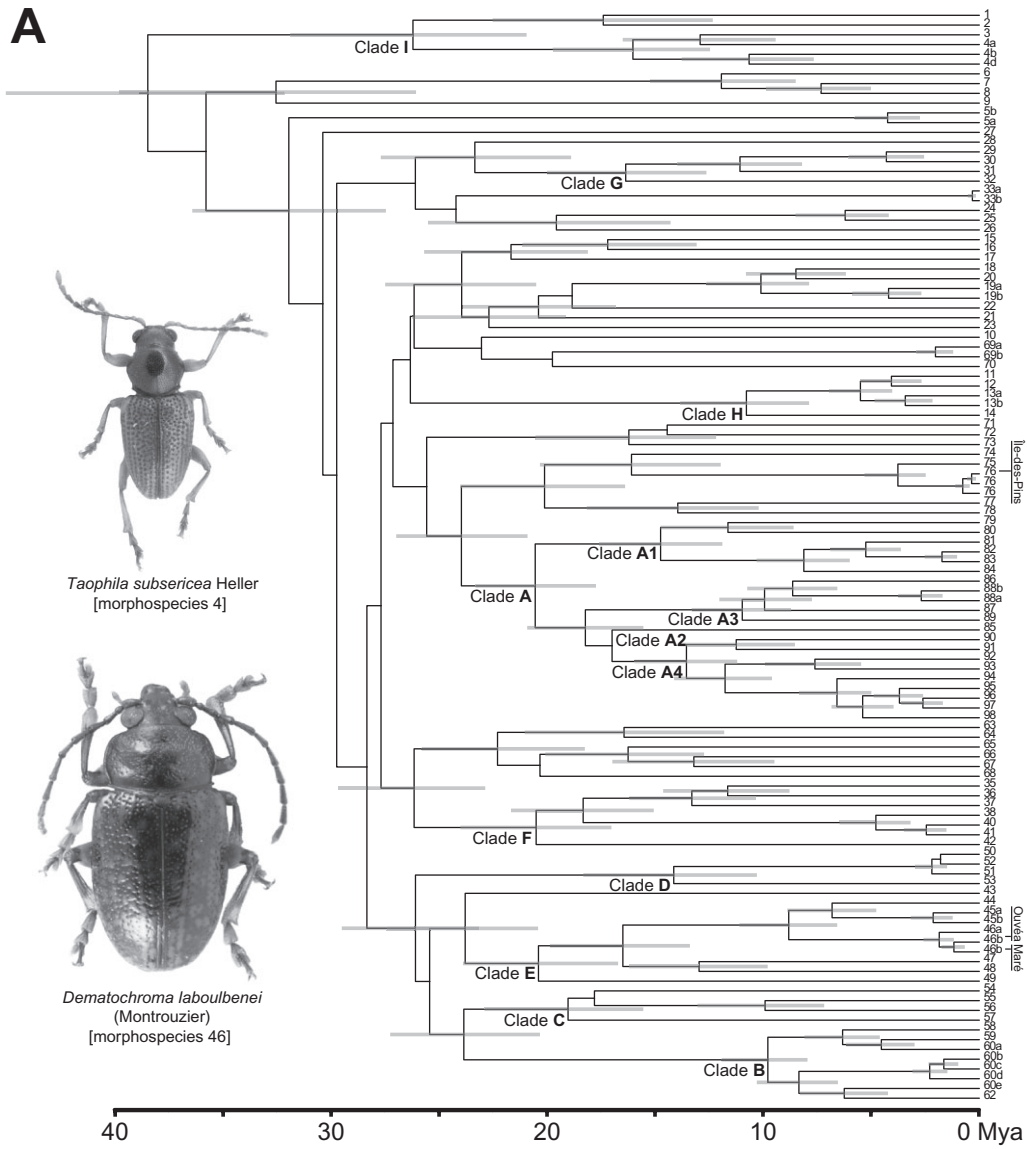 A
1
2
3
4a
4b
4d
6
7
8
9
5b
5a
27
28
29
30
31
32
33a
33b
24
25
26
15
16
17
18
20
19a
19b
22
21
23
10
69a
69b
70
11
12
13a
13b
14
71
72
73
74
75
76
76
76
77
78
79
80
81
82
83
84
86
88b
88a
87
89
85
90
91
92
93
94
95
96
97
98
63
64
65
66
67
68
35
36
37
38
40
41
42
50
52
51
53
43
44
45a
45b
46a
46b
46b
47
48
49
54
55
56
57
58
59
60a
60b
60c
60d
60e
62
Clade I
Clade G
Clade H
Clade A1
Clade A
Clade A3
Clade A2
Clade A4
Clade F
Clade D
Clade E
Clade C
Clade B
Île-des-Pins
Ouvéa Maré
Taophila subsericea Heller
[morphospecies 4]
Dematochroma laboulbenei
(Montrouzier)
[morphospecies 46]
40 30 20 10 0 Mya